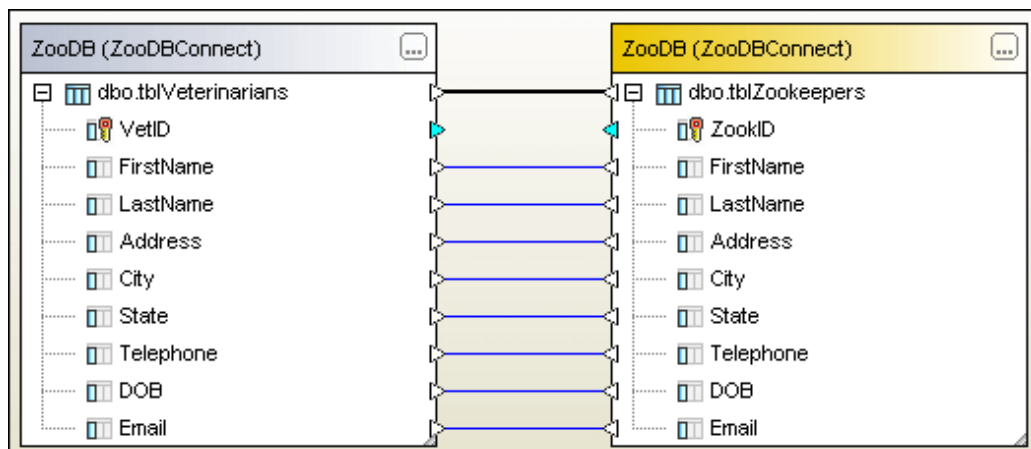 ZooDB (ZooDBConnect)
dbo.tblVeterinarians
VetID
FirstName
LastName
Address
City
State
Telephone
DOB
Email
ZooDB (ZooDBConnect)
dbo.tblZookeepers
ZookID
FirstName
LastName
Address
City
State
Telephone
DOB
Email